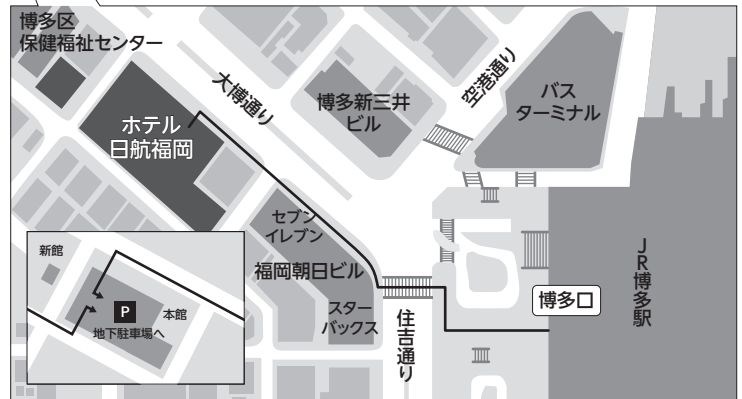 博多区
保健福祉センター
大博通り
空港通り
バス
ターミナル
博多新三井
ビル
ホテル
日航福岡
セブン
イレブン
福岡朝日ビル
スター
バックス
住吉通り
博多口
JR博多駅
新館
P
本館
地下駐車場へ